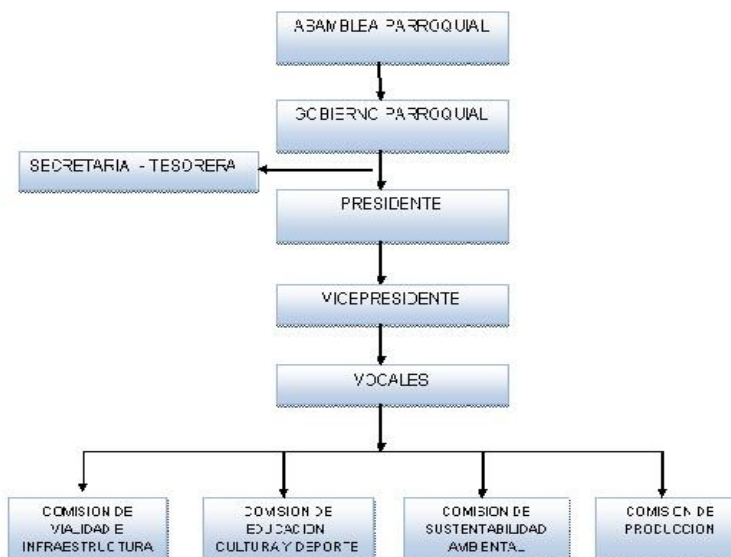 ASAMBLEA PARROQUIAL
GOBIERNO PARROQUIAL
SECRETARIA - TESORERA
PRESIDENTE
VICEPRESIDENTE
VOCALES
COMISION DE
VIALIDAD E
INFRAESTRUCTURA
COMISION DE
EDUCACION
CULTURA Y DEPORTE
COMISION DE
SUSTENTABILIDAD
AMBIENTAL
COMISION DE
PRODUCCION